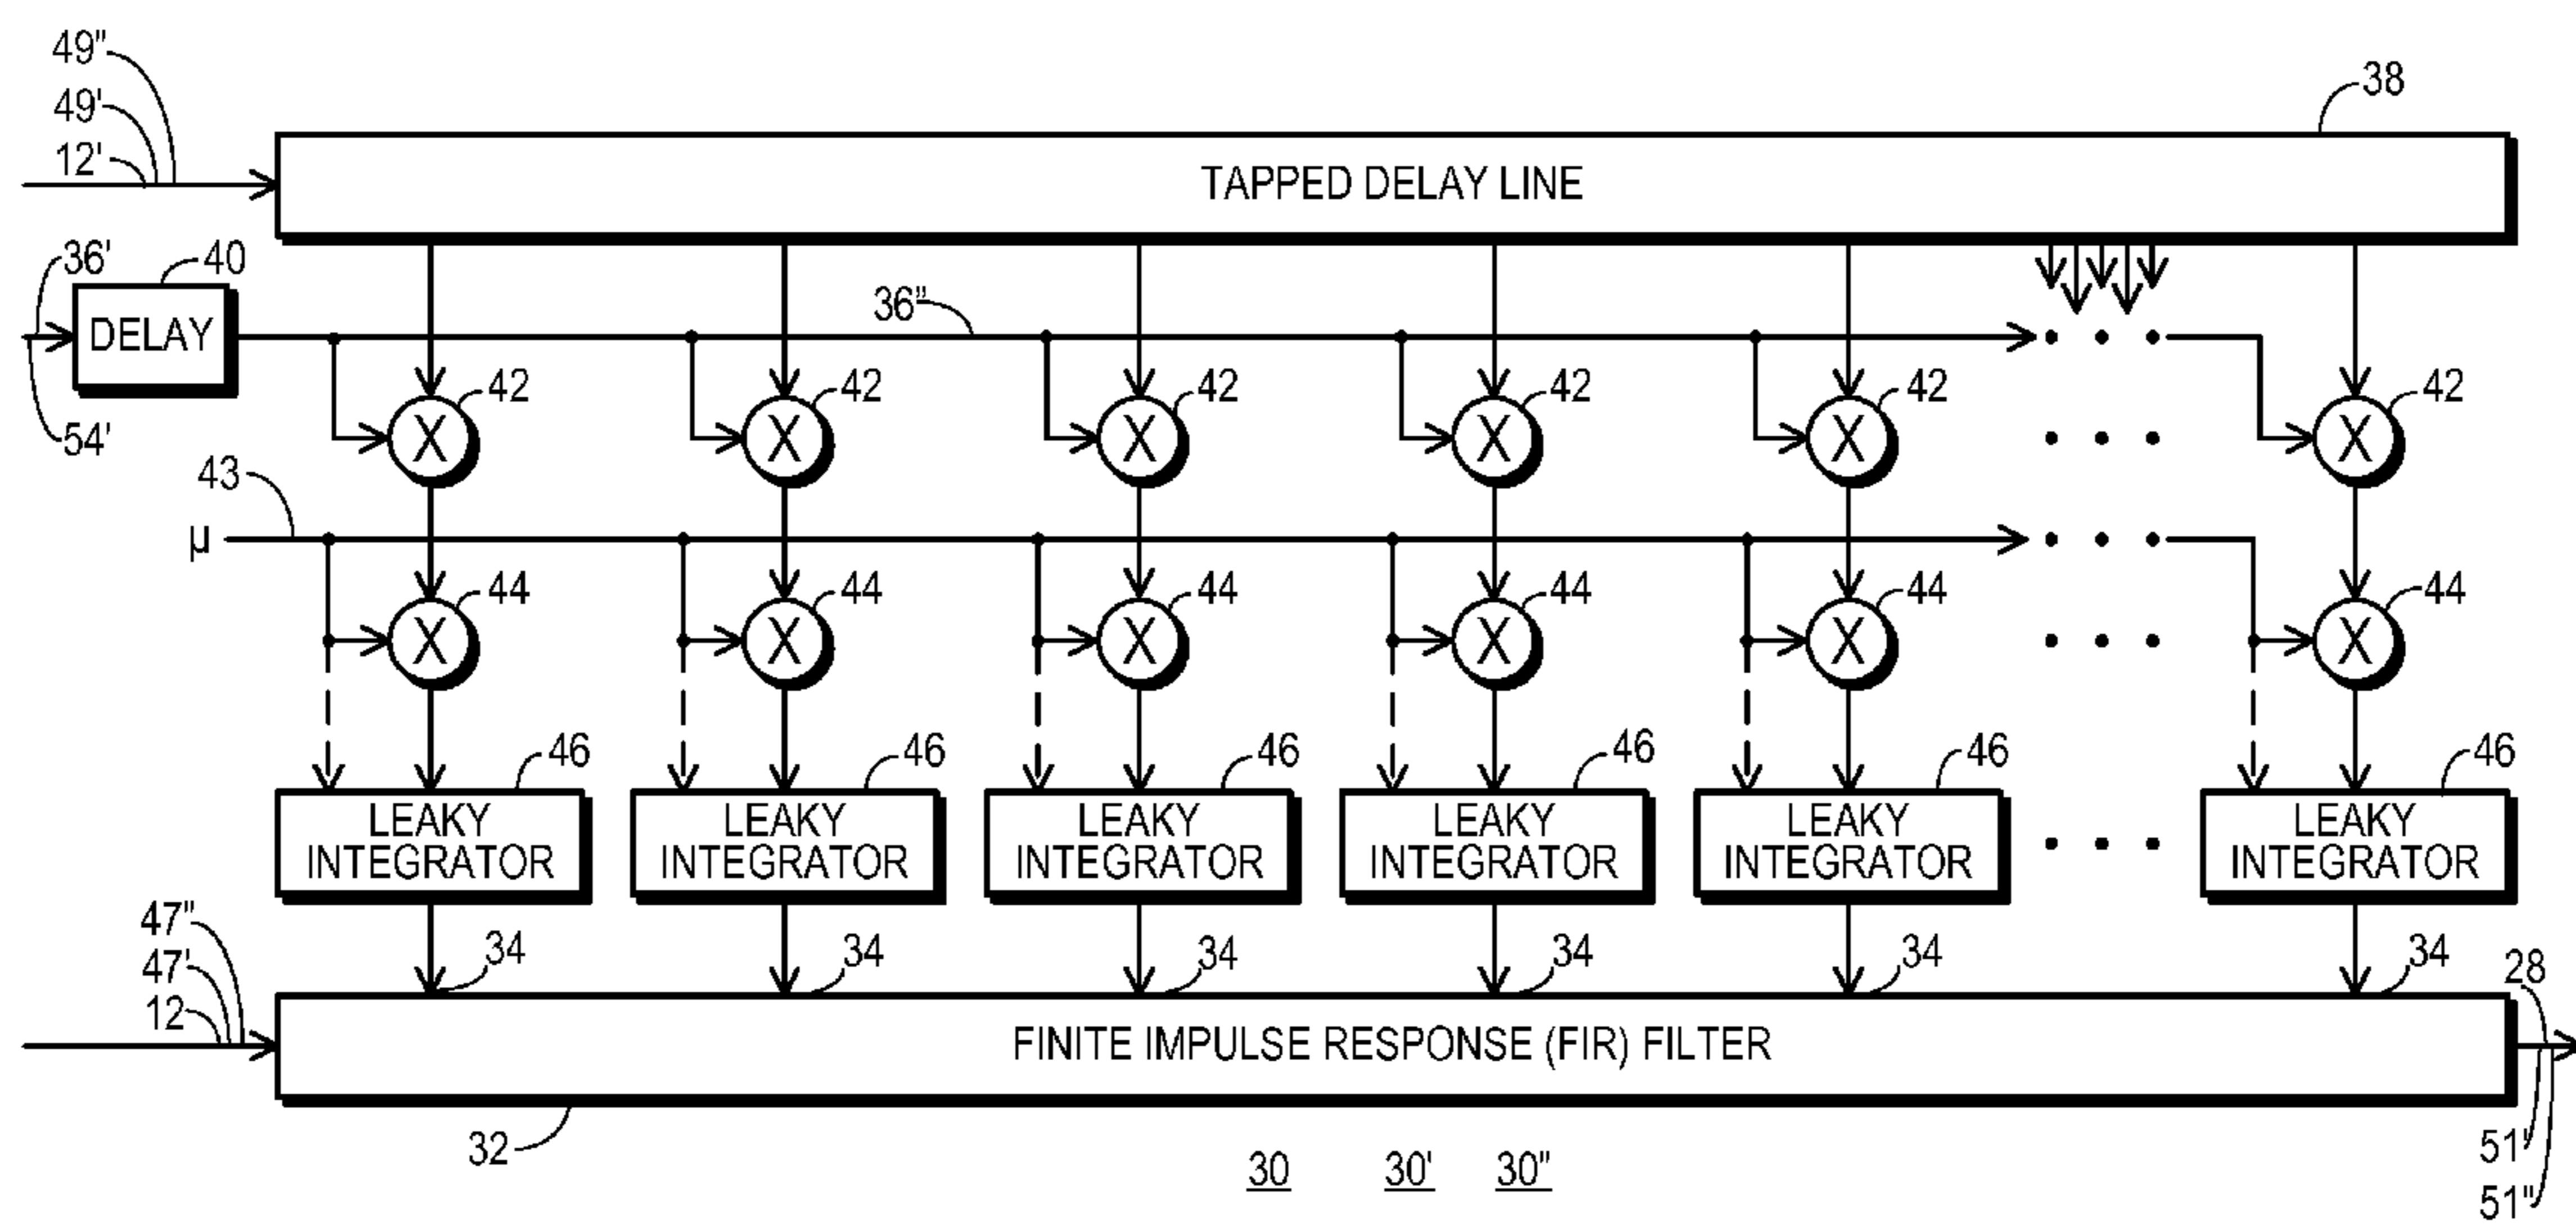 49"
49'
12'
38
TAPPED DELAY LINE
36'
40
DELAY
54'
36"
42 42 42 42 42 42
X X X X X X
43
µ
44 44 44 44 44 44
X X X X X X
46 46 46 46 46 46
LEAKY INTEGRATOR
LEAKY INTEGRATOR
LEAKY INTEGRATOR
LEAKY INTEGRATOR
LEAKY INTEGRATOR
LEAKY INTEGRATOR
47"
47'
12
34 34 34 34 34 34
28
FINITE IMPULSE RESPONSE (FIR) FILTER
51'
51"
32
30 30' 30"